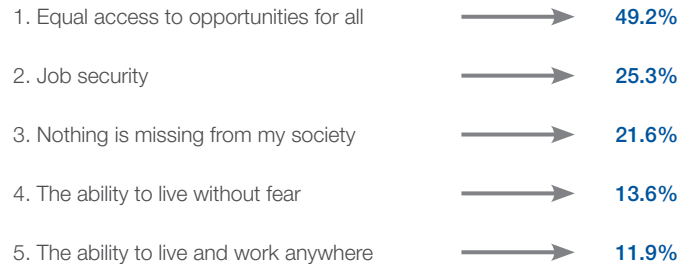 1. Equal access to opportunities for all 49.2%
2. Job security 25.3%
3. Nothing is missing from my society 21.6%
4. The ability to live without fear 13.6%
5. The ability to live and work anywhere 11.9%